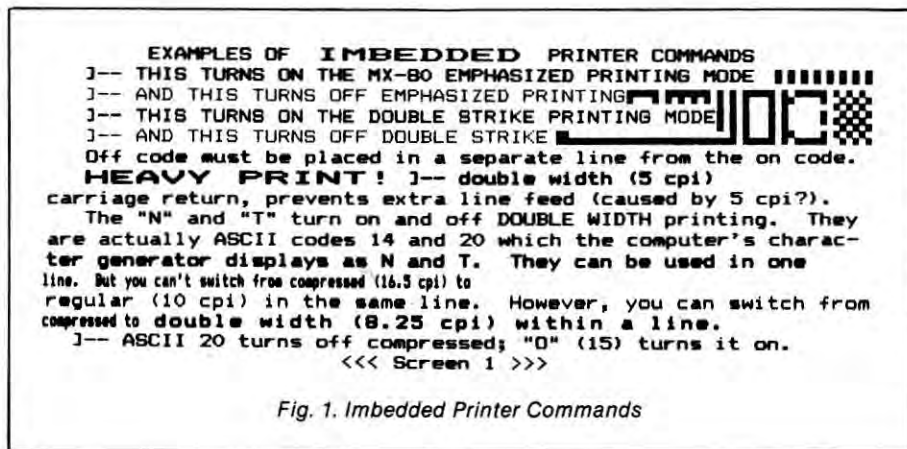 EXAMPLES OF IMBEDDED PRINTER COMMANDS
]-- THIS TURNS ON THE MX-80 EMPHASIZED PRINTING MODE
]-- AND THIS TURNS OFF EMPHASIZED PRINTING
]-- THIS TURNS ON THE DOUBLE STRIKE PRINTING MODE
]-- AND THIS TURNS OFF DOUBLE STRIKE
Off code must be placed in a separate line from the on code.
HEAVY PRINT! ]-- double width (5 cpi)
carriage return, prevents extra line feed (caused by 5 cpi?).
The "N" and "T" turn on and off DOUBLE WIDTH printing. They
are actually ASCII codes 14 and 20 which the computer's charac-
ter generator displays as N and T. They can be used in one
line. But you can't switch from compressed (16.5 cpi) to
regular (10 cpi) in the same line. However, you can switch from
compressed to double width (8.25 cpi) within a line.
]-- ASCII 20 turns off compressed; "O" (15) turns it on.
<<< Screen 1 >>>
Fig. 1. Imbedded Printer Commands